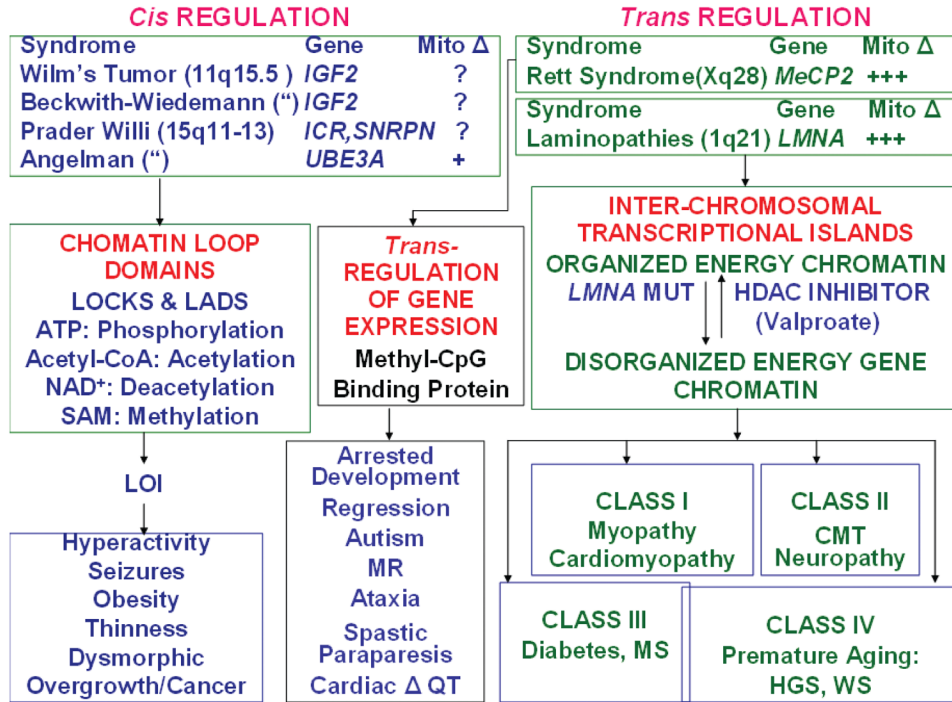 Cis REGULATION
Syndrome Gene Mito Δ
Wilm's Tumor (11q15.5 ) IGF2 ?
Beckwith-Wiedemann (“) IGF2 ?
Prader Willi (15q11-13) ICR,SNRPN ?
Angelman (“) UBE3A +
Trans REGULATION
Syndrome Gene Mito Δ
Rett Syndrome(Xq28) MeCP2 +++
Syndrome Gene Mito Δ
Laminopathies (1q21) LMNA +++
CHOMATIN LOOP
DOMAINS
LOCKS & LADS
ATP: Phosphorylation
Acetyl-CoA: Acetylation
NAD⁺: Deacetylation
SAM: Methylation
LOI
Hyperactivity
Seizures
Obesity
Thinness
Dysmorphic
Overgrowth/Cancer
Trans-
REGULATION
OF GENE
EXPRESSION
Methyl-CpG
Binding Protein
Arrested
Development
Regression
Autism
MR
Ataxia
Spastic
Paraparesis
Cardiac Δ QT
INTER-CHROMOSOMAL
TRANSCRIPTIONAL ISLANDS
ORGANIZED ENERGY CHROMATIN
LMNA MUT HDAC INHIBITOR
(Valproate)
DISORGANIZED ENERGY GENE
CHROMATIN
CLASS I
Myopathy
Cardiomyopathy
CLASS II
CMT
Neuropathy
CLASS III
Diabetes, MS
CLASS IV
Premature Aging:
HGS, WS